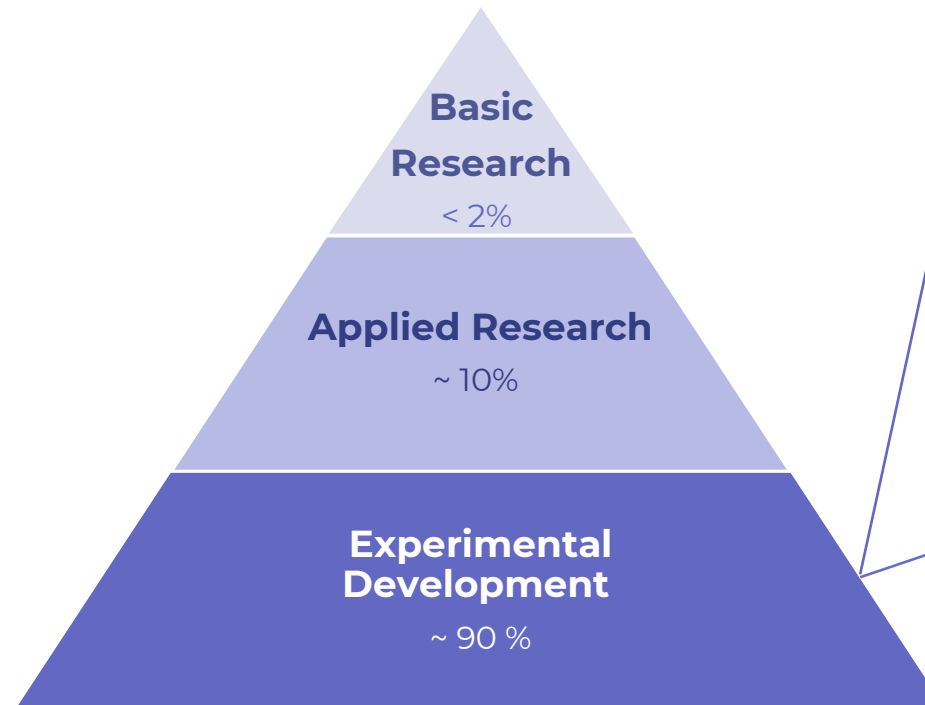 Basic
Research
< 2%
Applied Research
~ 10%
Experimental
Development
~ 90 %